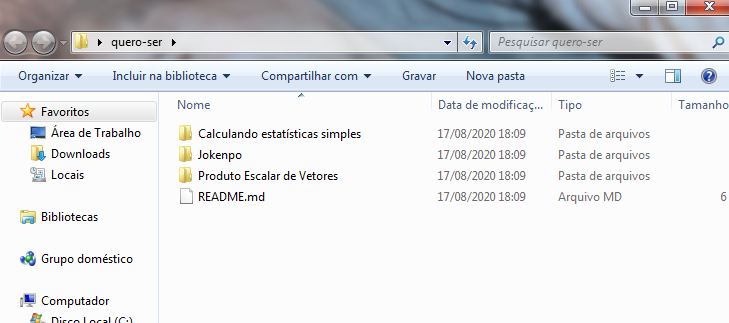 quero-ser
Pesquisar quero-ser
Organizar Incluir na biblioteca Compartilhar com Gravar Nova pasta
Favoritos
Área de Trabalho
Downloads
Locais
Bibliotecas
Grupo doméstico
Computador
Disco Local (C:)
Nome Data de modificaç... Tipo Tamanho
Calculando estatísticas simples 17/08/2020 18:09 Pasta de arquivos
Jokenpo 17/08/2020 18:09 Pasta de arquivos
Produto Escalar de Vetores 17/08/2020 18:09 Pasta de arquivos
README.md 17/08/2020 18:09 Arquivo MD 6